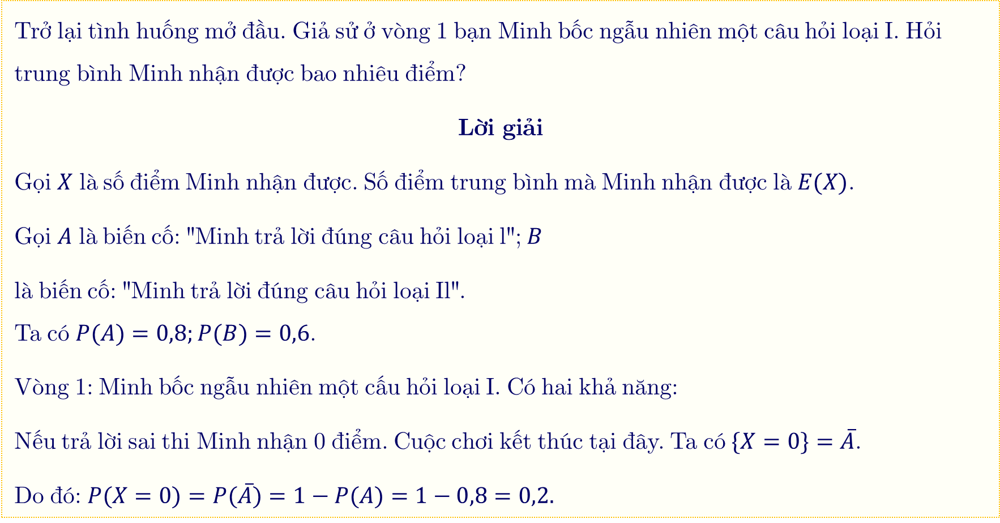 Trở lại tình huống mở đầu. Giả sử ở vòng 1 bạn Minh bốc ngẫu nhiên một câu hỏi loại I. Hỏi
trung bình Minh nhận được bao nhiêu điểm?
Lời giải
Gọi X là số điểm Minh nhận được. Số điểm trung bình mà Minh nhận được là E(X).
Gọi A là biến cố: "Minh trả lời đúng câu hỏi loại l"; B
là biến cố: "Minh trả lời đúng câu hỏi loại Il".
Ta có P(A) = 0,8; P(B) = 0,6.
Vòng 1: Minh bốc ngẫu nhiên một cấu hỏi loại I. Có hai khả năng:
Nếu trả lời sai thi Minh nhận 0 điểm. Cuộc chơi kết thúc tại đây. Ta có {X = 0} = Ā.
Do đó: P(X = 0) = P(Ā) = 1 − P(A) = 1 − 0,8 = 0,2.